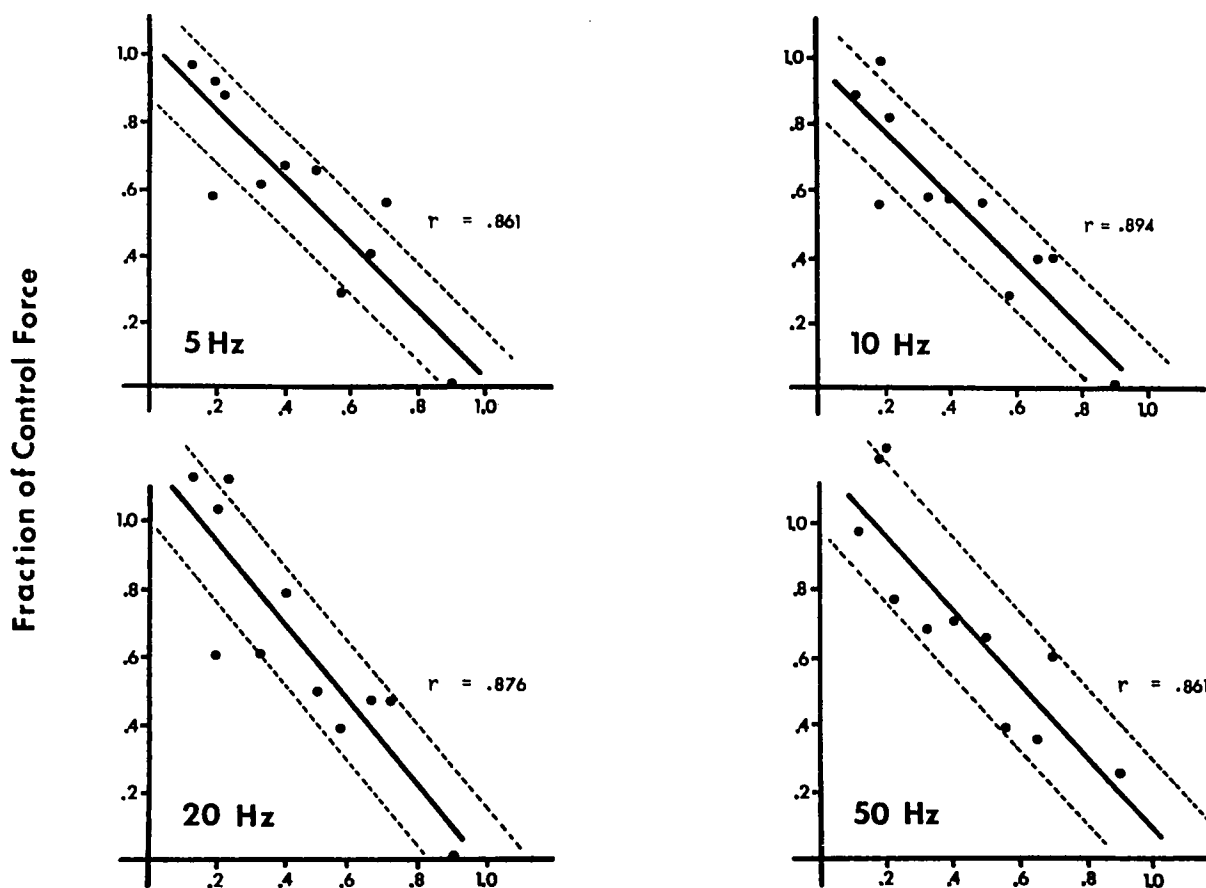 Fraction of Control Force
1.0
.8
.6
.4
.2
5 Hz
r = .861
.2 .4 .6 .8 1.0
1.0
.8
.6
.4
.2
10 Hz
r = .894
.2 .4 .6 .8 1.0
1.0
.8
.6
.4
.2
20 Hz
r = .876
.2 .4 .6 .8 1.0
1.0
.8
.6
.4
.2
50 Hz
r = .861
.2 .4 .6 .8 1.0